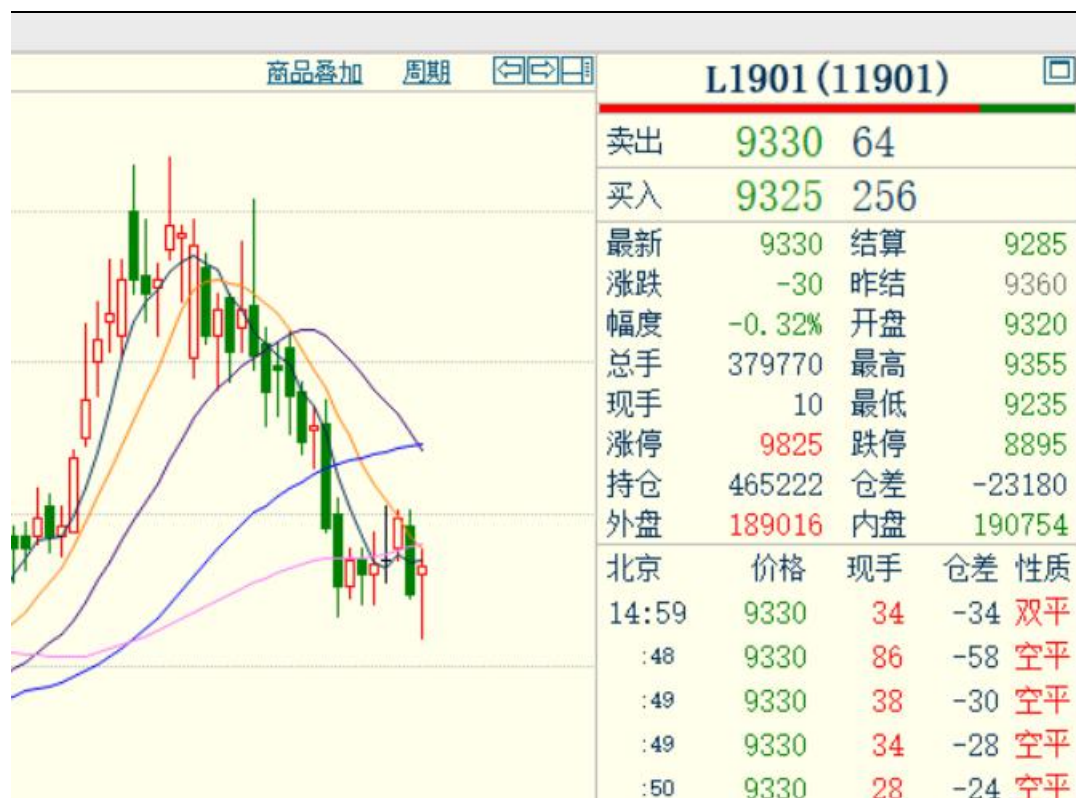 商品叠加 周期
L1901(11901)
卖出 9330 64
买入 9325 256
最新 9330 结算 9285
涨跌 -30 昨结 9360
幅度 -0.32% 开盘 9320
总手 379770 最高 9355
现手 10 最低 9235
涨停 9825 跌停 8895
持仓 465222 仓差 -23180
外盘 189016 内盘 190754
北京 价格 现手 仓差 性质
14:59 9330 34 -34 双平
:48 9330 86 -58 空平
:49 9330 38 -30 空平
:49 9330 34 -28 空平
:50 9330 28 -24 空平